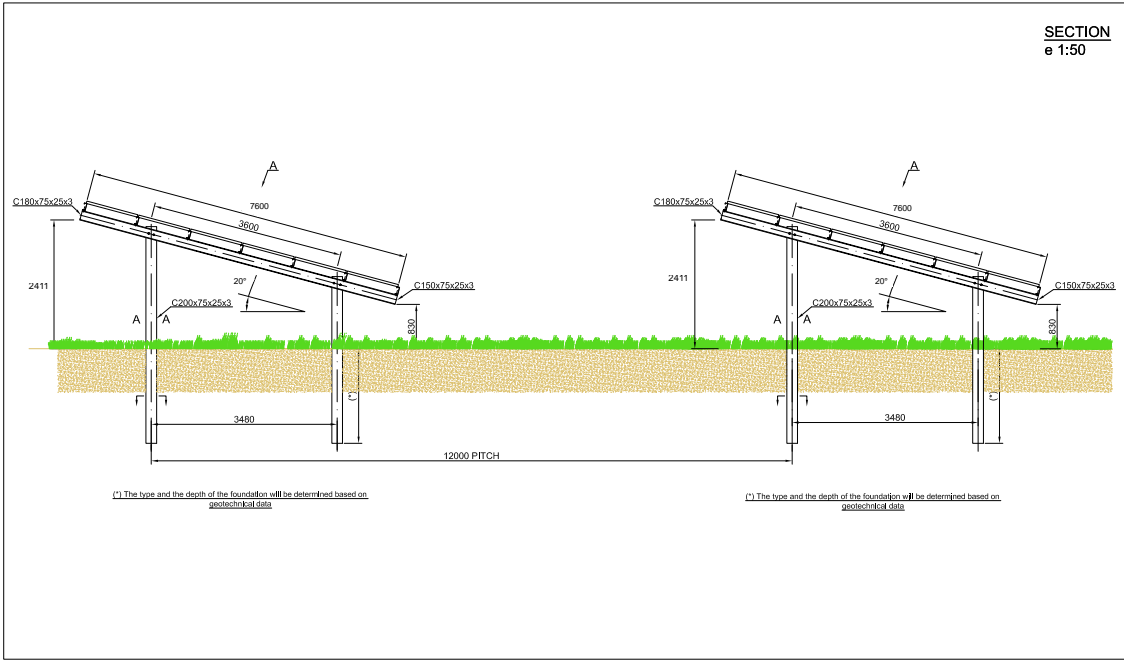 SECTION
e 1:50
A
A
C180x75x25x3
7600
3600
C180x75x25x3
7600
3600
2411
20°
C150x75x25x3
C200x75x25x3
A
A
830
2411
20°
C150x75x25x3
C200x75x25x3
A
A
830
(*)
(*)
3480
3480
12000 PITCH
(*) The type and the depth of the foundation will be determined based on
geotechnical data
(*) The type and the depth of the foundation will be determined based on
geotechnical data